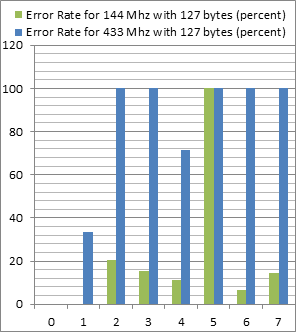 Error Rate for 144 Mhz with 127 bytes (percent)
Error Rate for 433 Mhz with 127 bytes (percent)
120
100
80
60
40
20
0
0 1 2 3 4 5 6 7